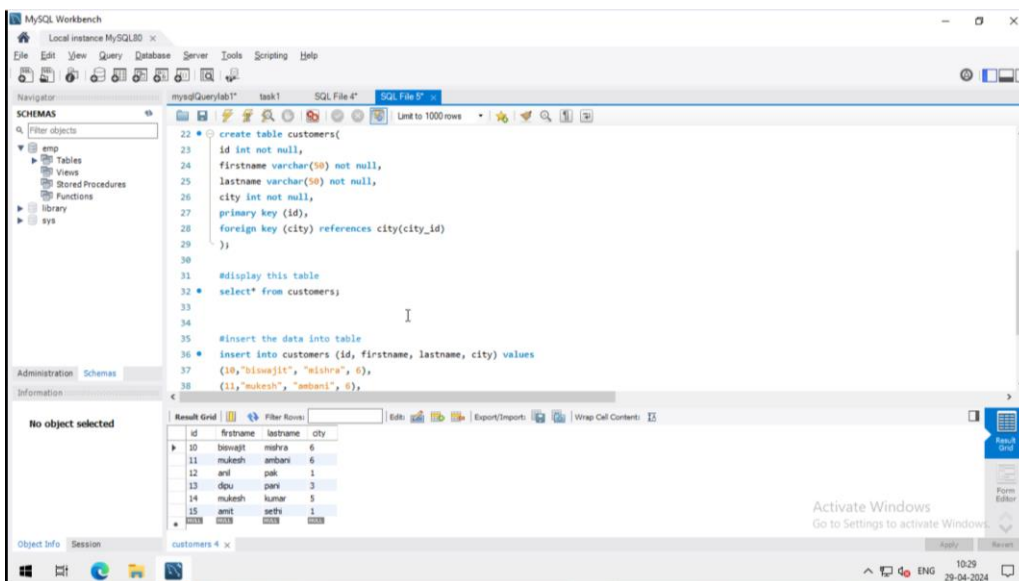 MySQL Workbench
Local instance MySQL80
File Edit View Query Database Server Tools Scripting Help
Navigator
mysqlQuerylab1* task1 SQL File 4* SQL File 5*
SCHEMAS
Filter objects
Limit to 1000 rows
emp
Tables
Views
Stored Procedures
Functions
library
sys
22 create table customers(
23 id int not null,
24 firstname varchar(50) not null,
25 lastname varchar(50) not null,
26 city int not null,
27 primary key (id),
28 foreign key (city) references city(city_id)
29 );
30
31 #display this table
32 select* from customers;
33
34
35 #insert the data into table
36 insert into customers (id, firstname, lastname, city) values
37 (10,"biswajit", "mishra", 6),
38 (11,"mukesh", "ambani", 6),
Administration Schemas
Information
No object selected
Result Grid Filter Rows: Edit: Export/Import: Wrap Cell Content:
id firstname lastname city
10 biswajit mishra 6
11 mukesh ambani 6
12 anil pak 1
13 dipu pani 3
14 mukesh kumar 5
15 amit sethi 1
NULL NULL NULL NULL
Result Grid
Form Editor
Activate Windows
Go to Settings to activate Windows.
Object Info Session
customers 4
Apply Revert
ENG
10:29
29-04-2024